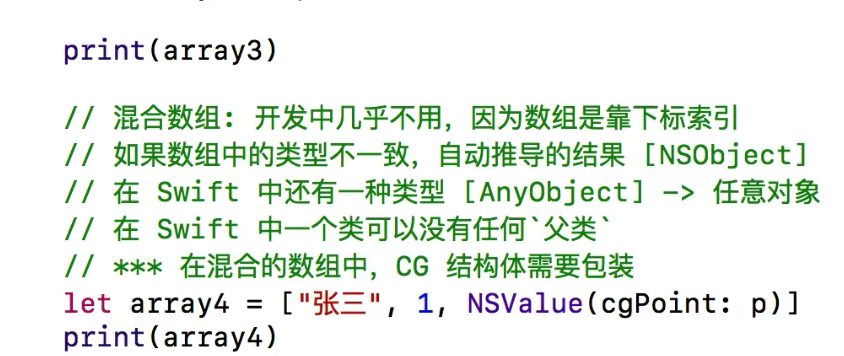 print(array3)
// 混合数组: 开发中几乎不用，因为数组是靠下标索引
// 如果数组中的类型不一致，自动推导的结果 [NSObject]
// 在 Swift 中还有一种类型 [AnyObject] -> 任意对象
// 在 Swift 中一个类可以没有任何`父类`
// *** 在混合的数组中，CG 结构体需要包装
let array4 = ["张三", 1, NSValue(cgPoint: p)]
print(array4)